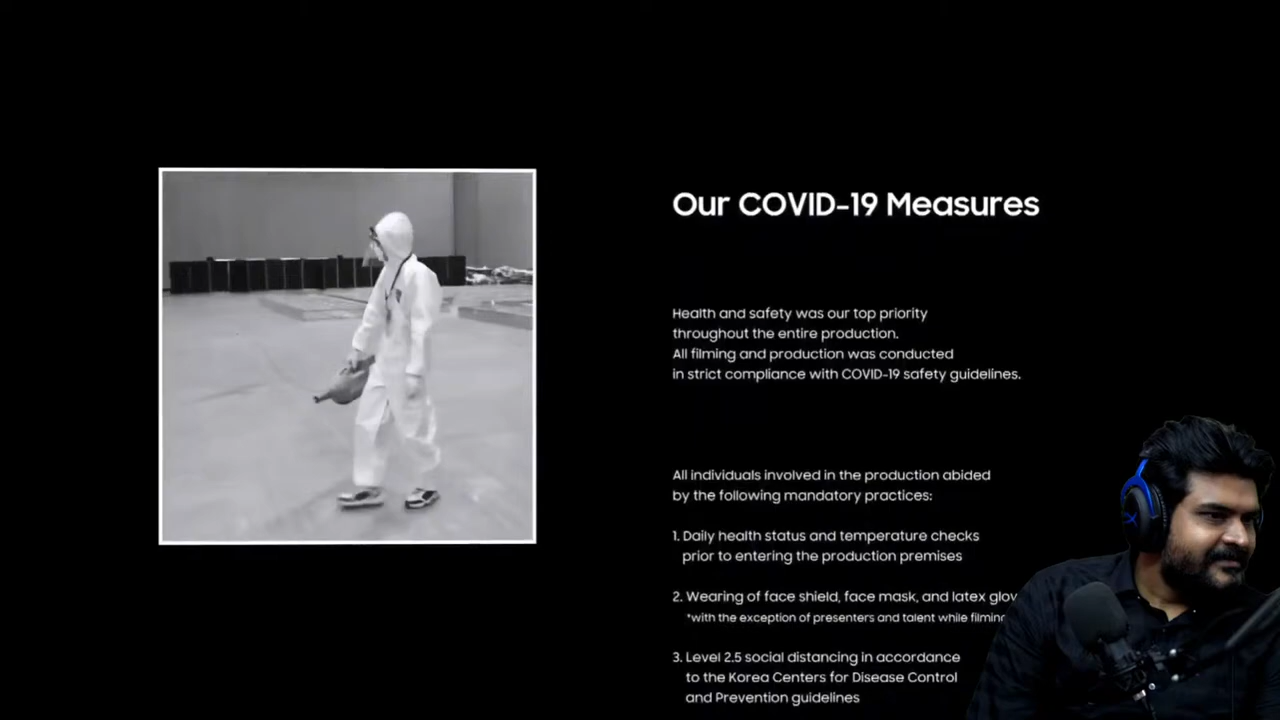 Our COVID-19 Measures
Health and safety was our top priority
throughout the entire production.
All filming and production was conducted
in strict compliance with COVID-19 safety guidelines.
All individuals involved in the production abided
by the following mandatory practices:
1. Daily health status and temperature checks
prior to entering the production premises
2. Wearing of face shield, face mask, and latex glov
*with the exception of presenters and talent while filming
3. Level 2.5 social distancing in accordance
to the Korea Centers for Disease Control
and Prevention guidelines